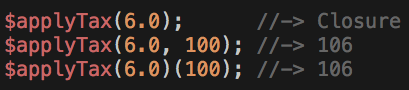 $applyTax(6.0);      //—> Closure
$applyTax(6.0, 100); //—> 106
$applyTax(6.0)(100); //—> 106